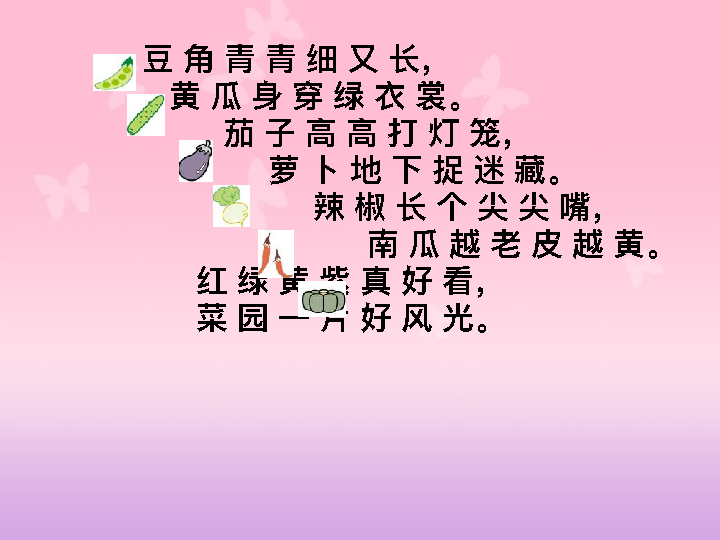 豆角青青细又长，
黄瓜身穿绿衣裳。
茄子高高打灯笼，
萝卜地下捉迷藏。
辣椒长个尖尖嘴，
南瓜越老皮越黄。
红绿黄紫真好看，
菜园一片好风光。